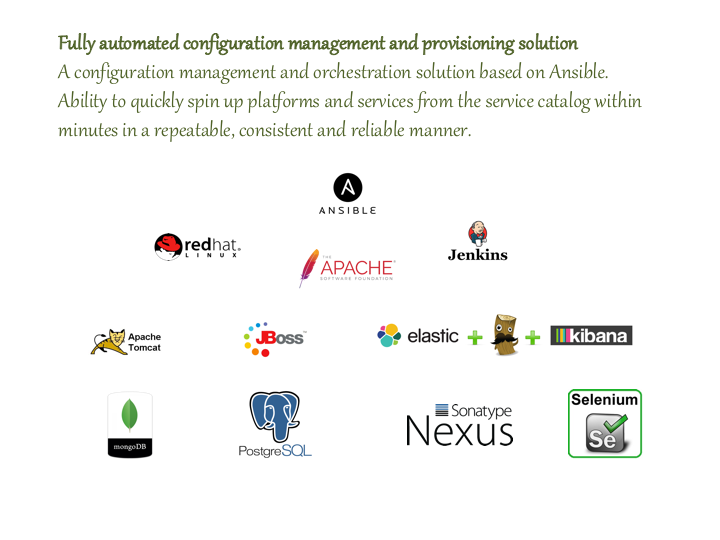 Fully automated configuration management and provisioning solution
A configuration management and orchestration solution based on Ansible.
Ability to quickly spin up platforms and services from the service catalog within
minutes in a repeatable, consistent and reliable manner.
ANSIBLE
redhat.
LINUX
THE
APACHE®
SOFTWARE FOUNDATION
Jenkins
Apache
Tomcat
JBoss™
elastic + + kibana
mongoDB
PostgreSQL
Sonatype
Nexus
Selenium
Se